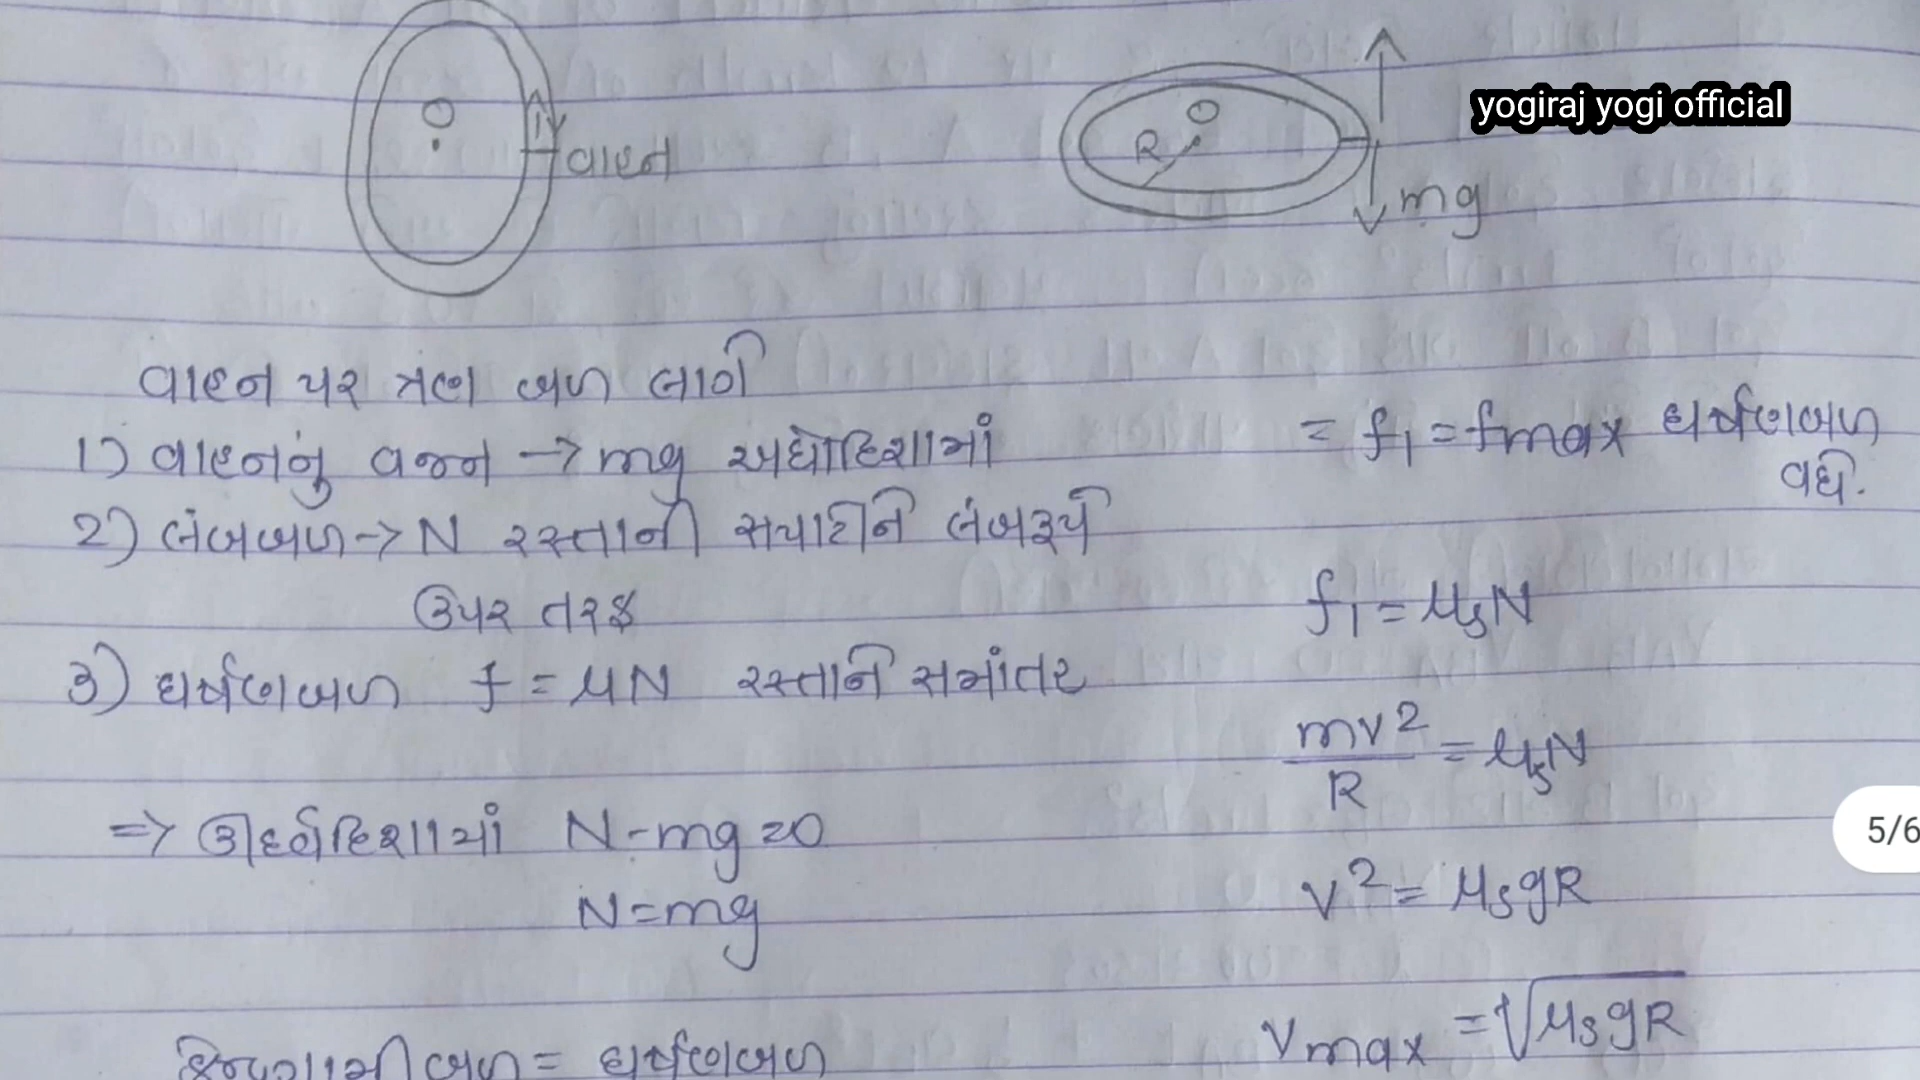 O
વાહન
O
R
mg
yogiraj yogi official
વાહન પર ત્રણ બળ લાગે
1) વાહનનું વજન → mg અધોદિશામાં
2) લંબબળ → N રસ્તાની સપાટીને લંબરૂપે
ઉપર તરફ
3) ઘર્ષણબળ f = μN રસ્તાને સમાંતર
⇒ ઊર્ધ્વદિશામાં N - mg = 0
N = mg
કેન્દ્રગામી બળ = ઘર્ષણબળ
= f₁ = fmax ઘર્ષણબળ
વધે.
f₁ = μₛN
mv²/R = μₛN
v² = μₛgR
vmax = √μₛgR
5/6